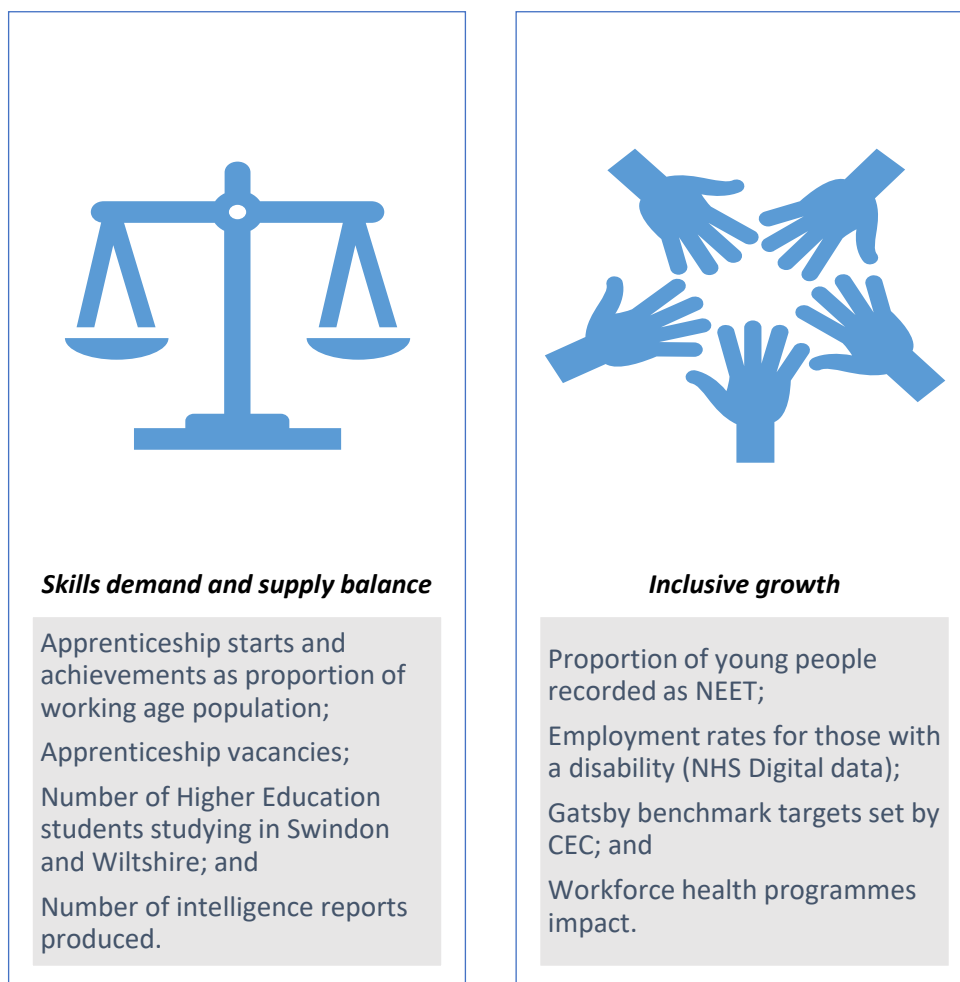 Skills demand and supply balance
Apprenticeship starts and
achievements as proportion of
working age population;
Apprenticeship vacancies;
Number of Higher Education
students studying in Swindon
and Wiltshire; and
Number of intelligence reports
produced.
Inclusive growth
Proportion of young people
recorded as NEET;
Employment rates for those with
a disability (NHS Digital data);
Gatsby benchmark targets set by
CEC; and
Workforce health programmes
impact.